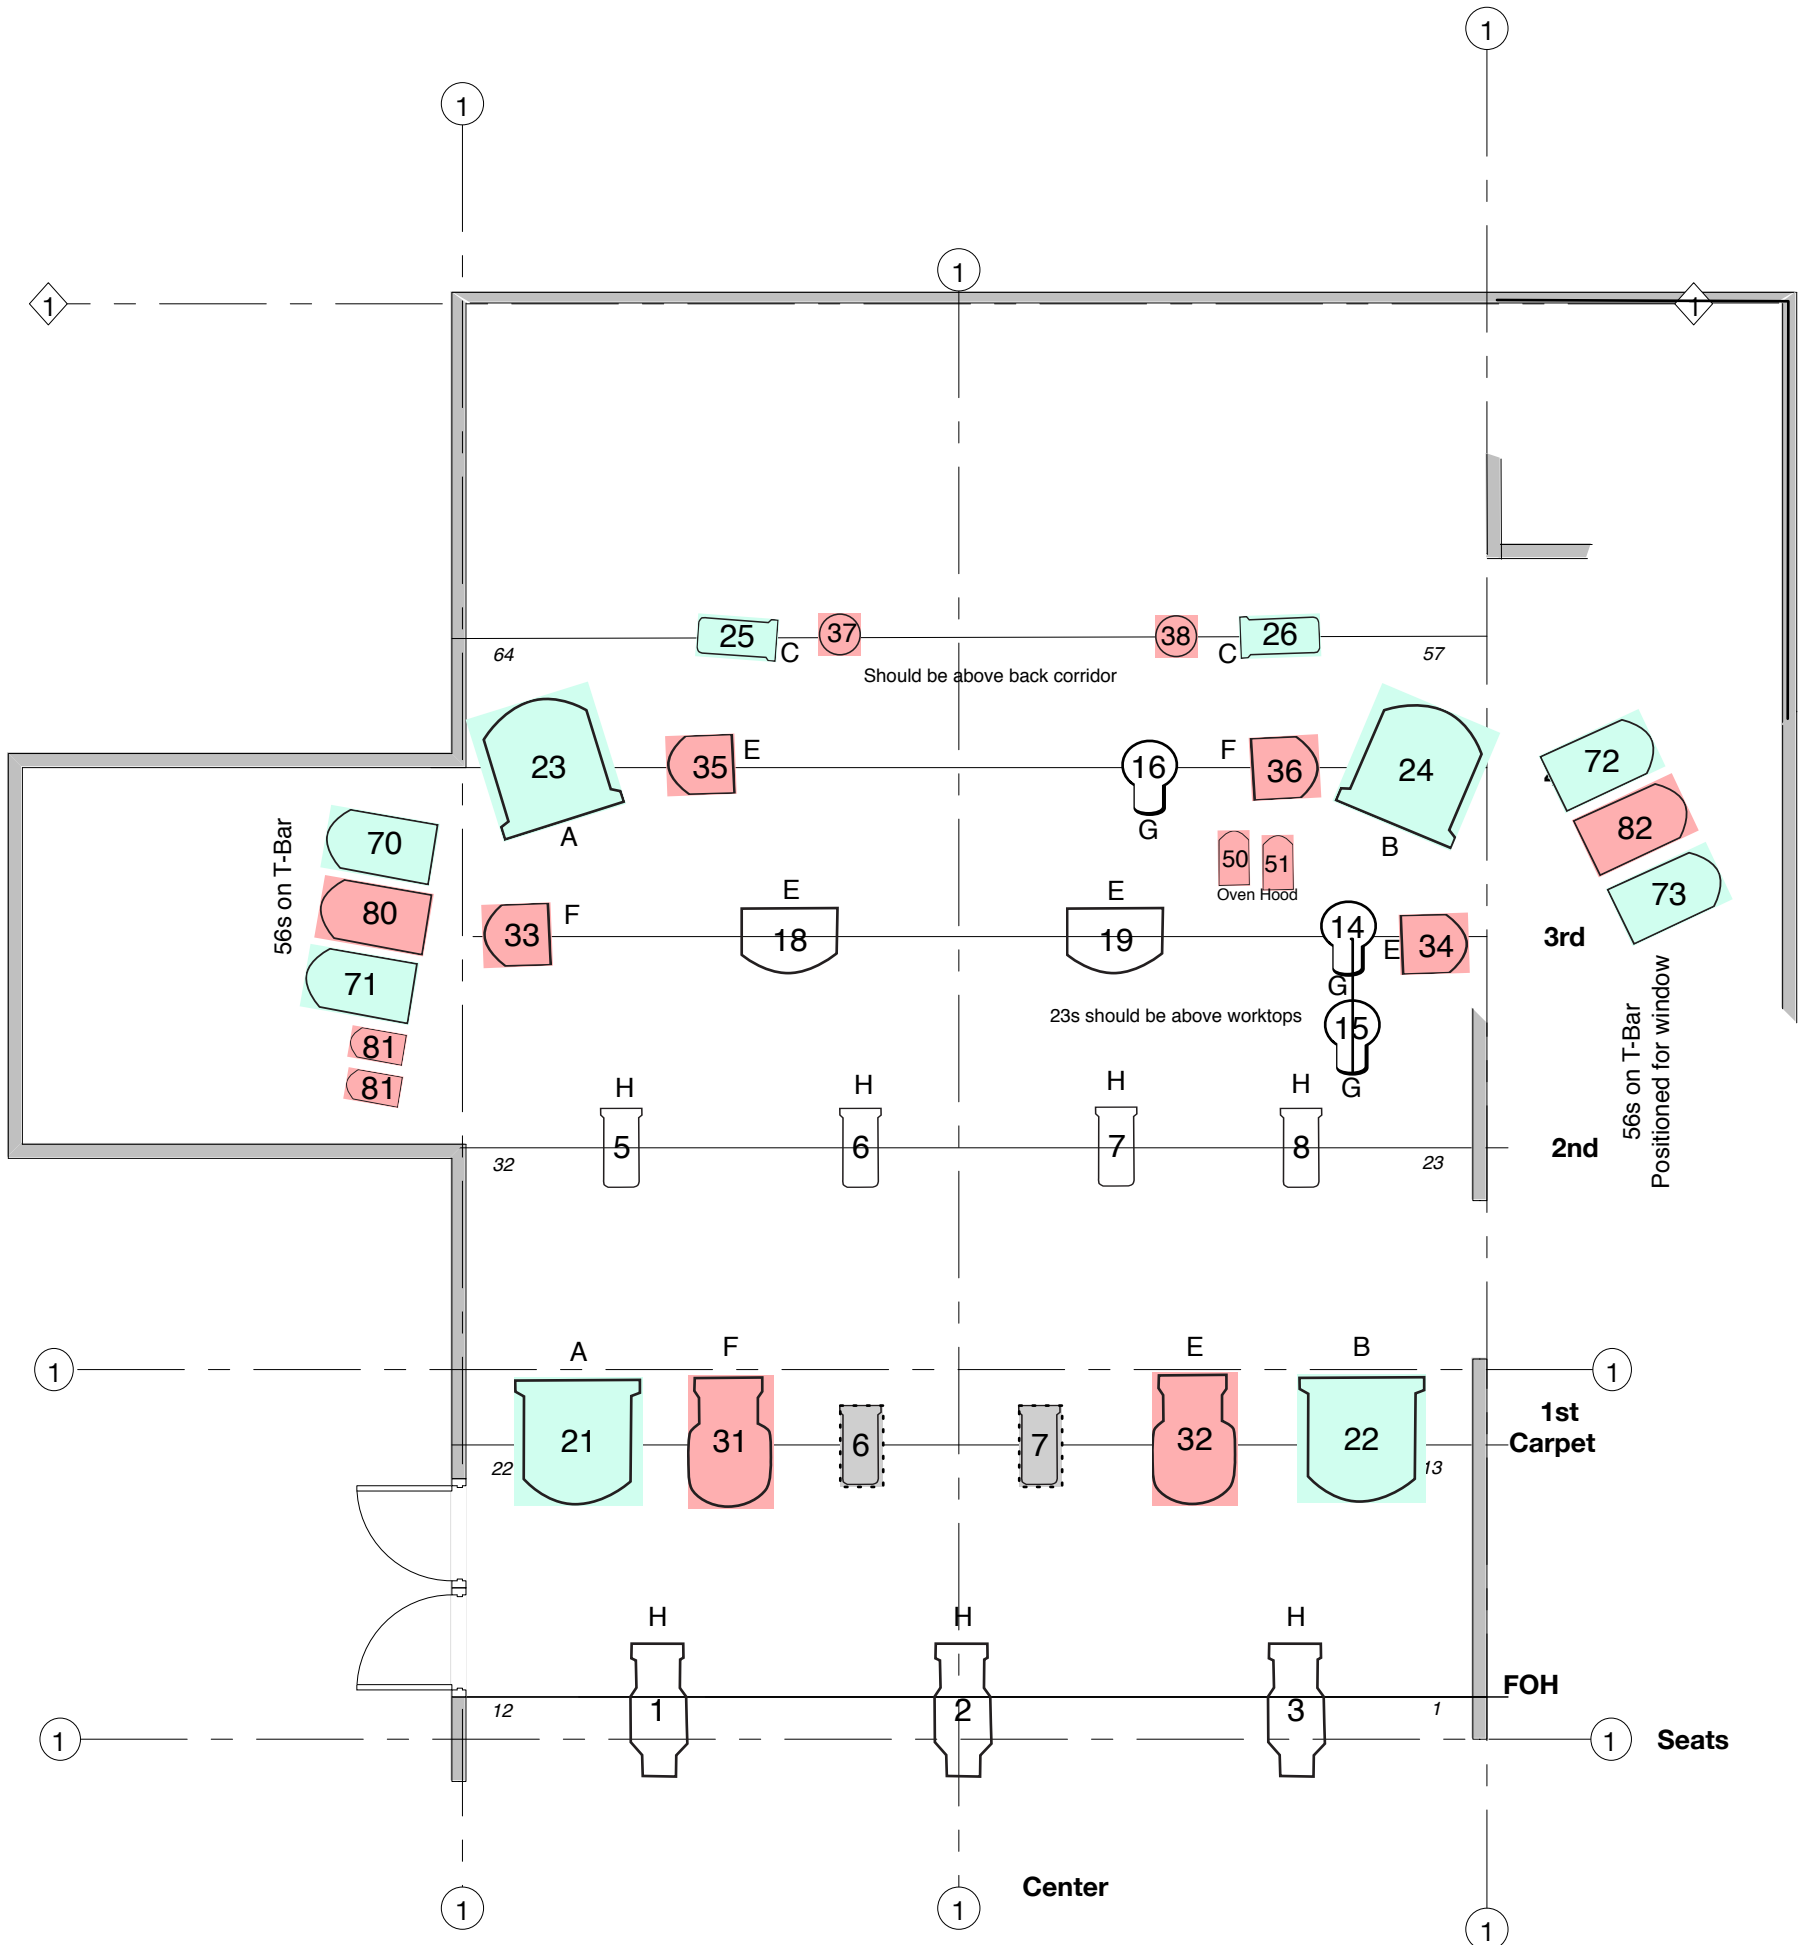 1
1
1
1
1
25
37
38
26
64
C
C
57
Should be above back corridor
23
35
E
16
F
36
24
72
A
G
B
82
70
50
51
73
Oven Hood
80
56s on T-Bar
33
F
E
18
E
19
14
E
34
3rd
71
G
23s should be above worktops
15
G
81
81
56s on T-Bar
Positioned for window
H
H
H
H
5
6
7
8
2nd
32
23
1
A
F
E
B
1
1st
Carpet
21
31
6
7
32
22
22
13
H
H
H
FOH
12
1
2
3
1
1
1
Seats
Center
1
1
1